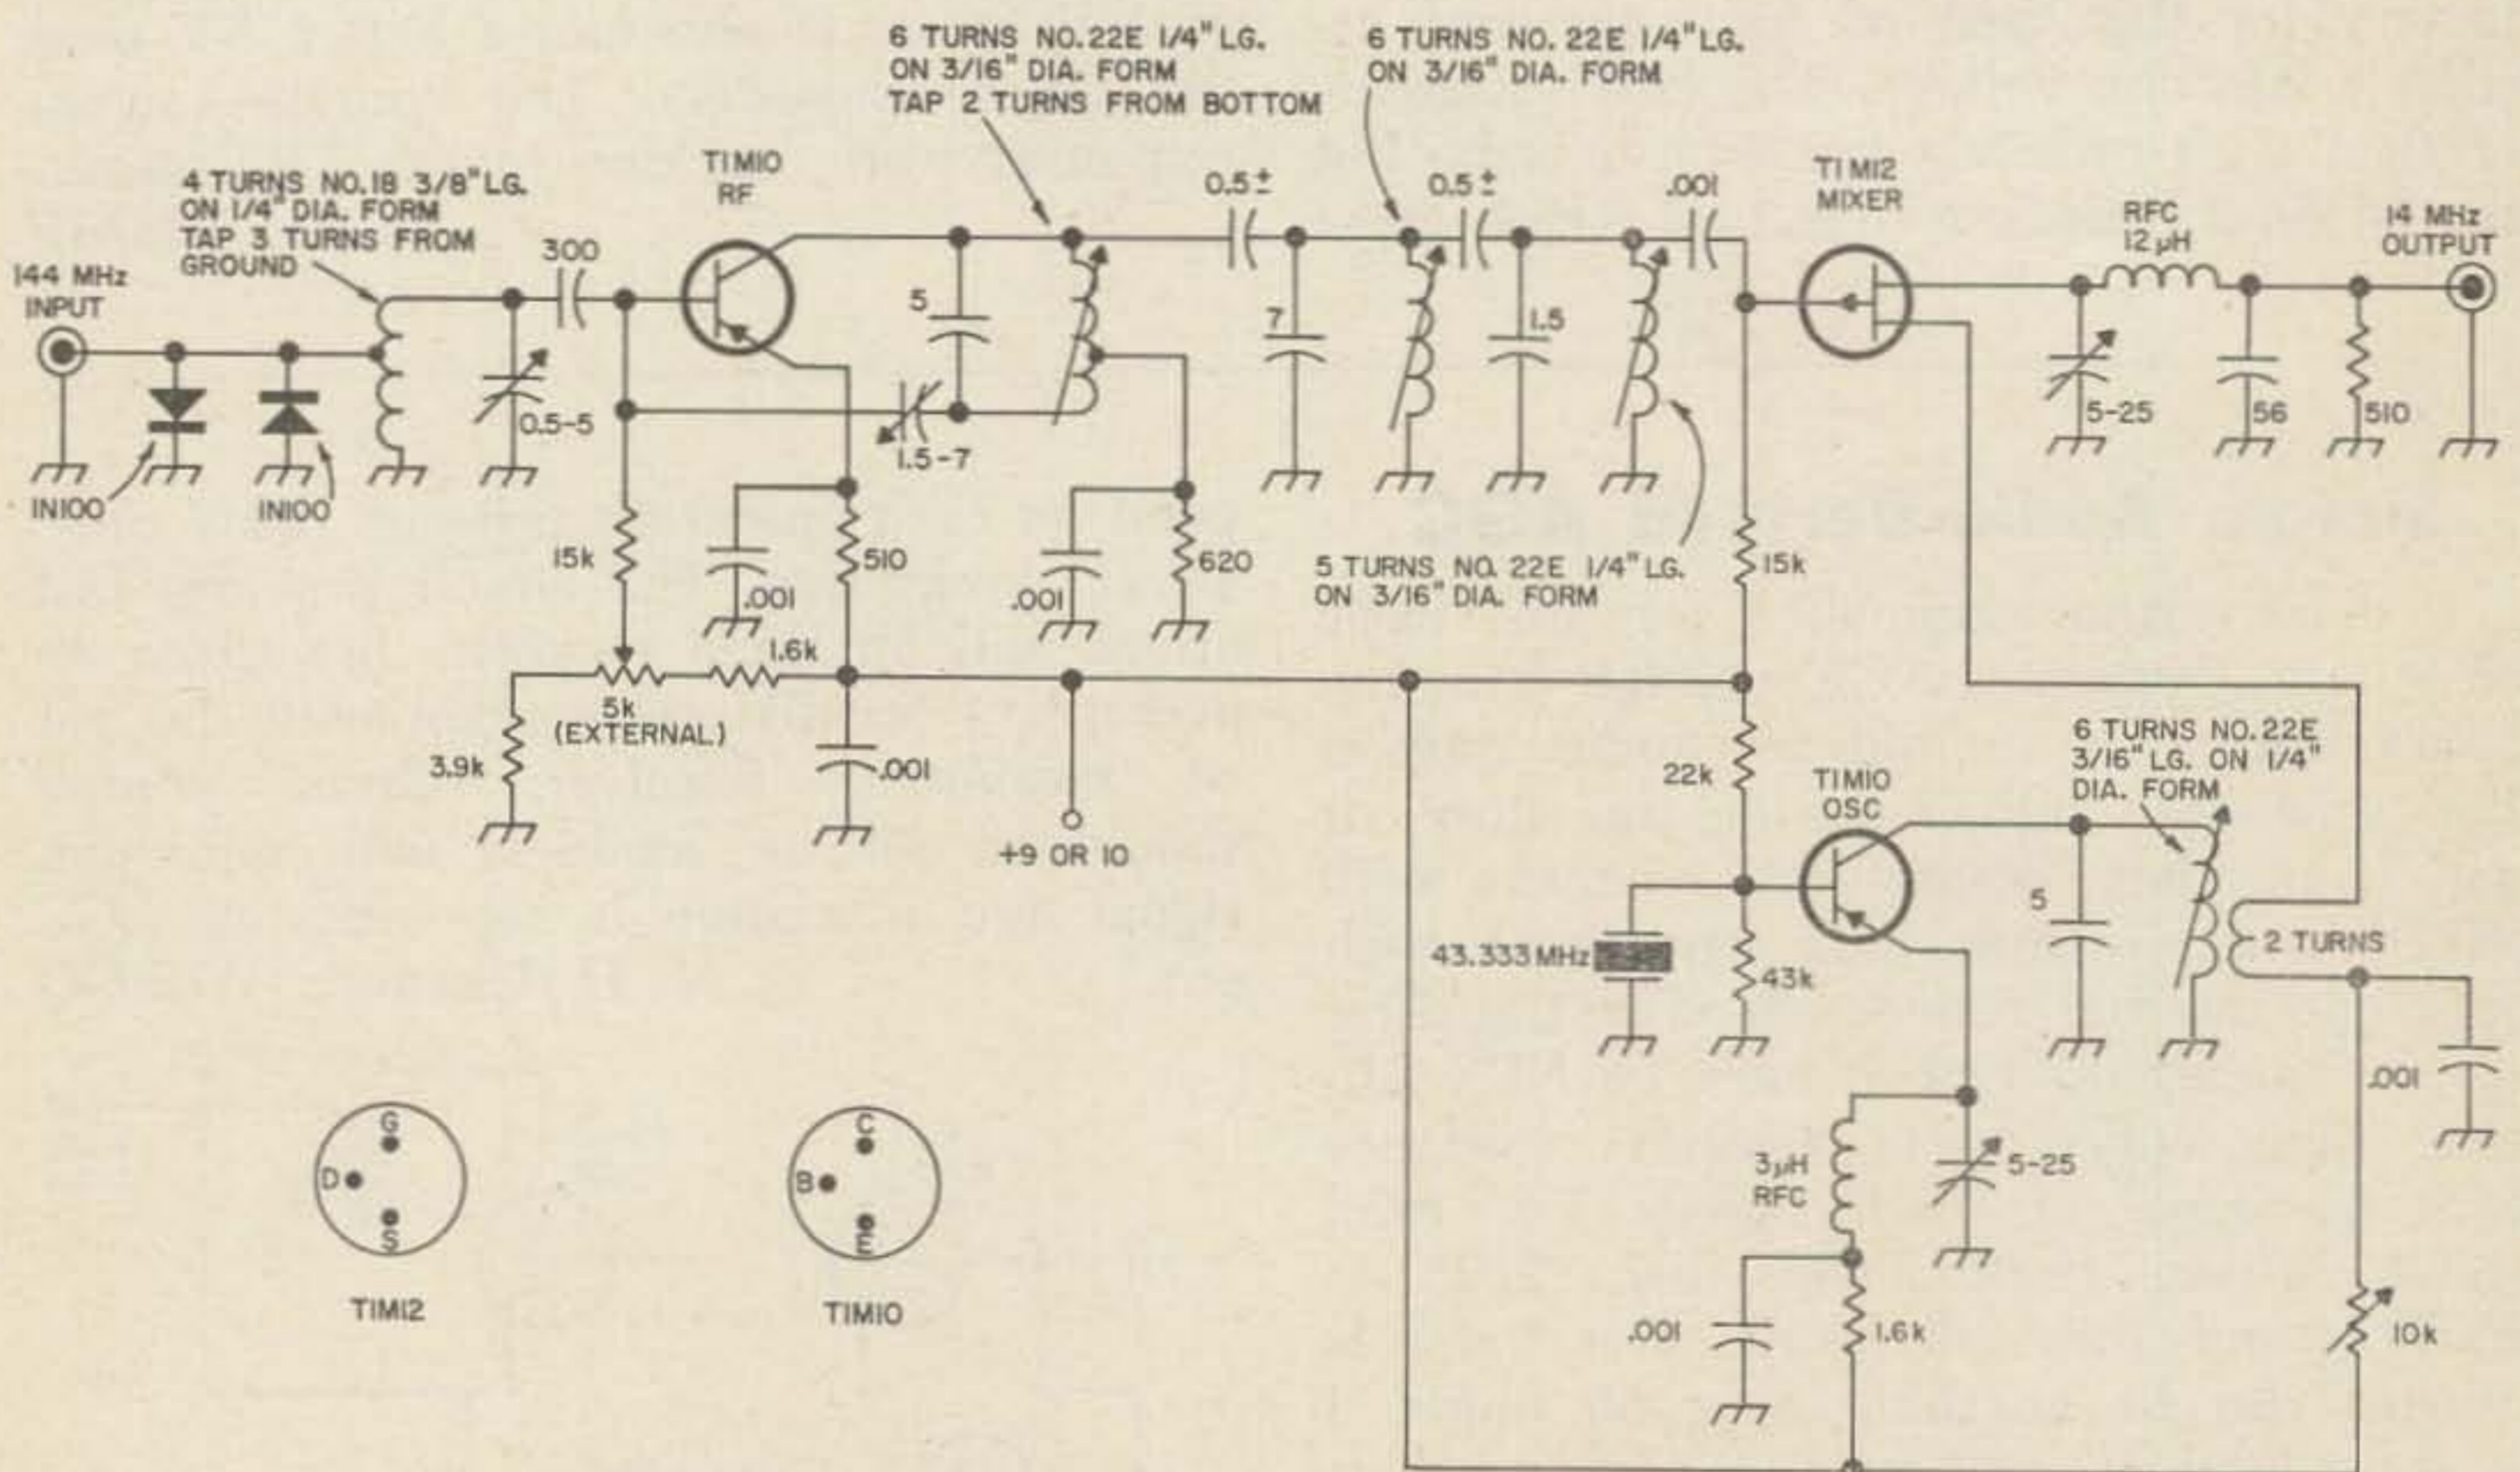 6 TURNS NO.22E 1/4" LG.
ON 3/16" DIA. FORM
TAP 2 TURNS FROM BOTTOM
6 TURNS NO. 22E 1/4" LG.
ON 3/16" DIA. FORM
4 TURNS NO.18 3/8" LG.
ON 1/4" DIA. FORM
TAP 3 TURNS FROM
GROUND
144 MHz
INPUT
300
TIM10
RF
0.5±
0.5±
.001
TIM12
MIXER
RFC
12 µH
14 MHz
OUTPUT
5
7
1.5
0.5-5
1.5-7
5-25
56
510
IN100
IN100
15k
.001
510
.001
620
5 TURNS NO. 22E 1/4" LG.
ON 3/16" DIA. FORM
15k
1.6k
5k
(EXTERNAL)
3.9k
.001
+9 OR 10
22k
TIM10
OSC
6 TURNS NO.22E
3/16" LG. ON 1/4"
DIA. FORM
5
2 TURNS
43.333 MHz
43k
.001
3µH
RFC
5-25
.001
1.6k
10k
G
D
S
TIM12
C
B
E
TIM10